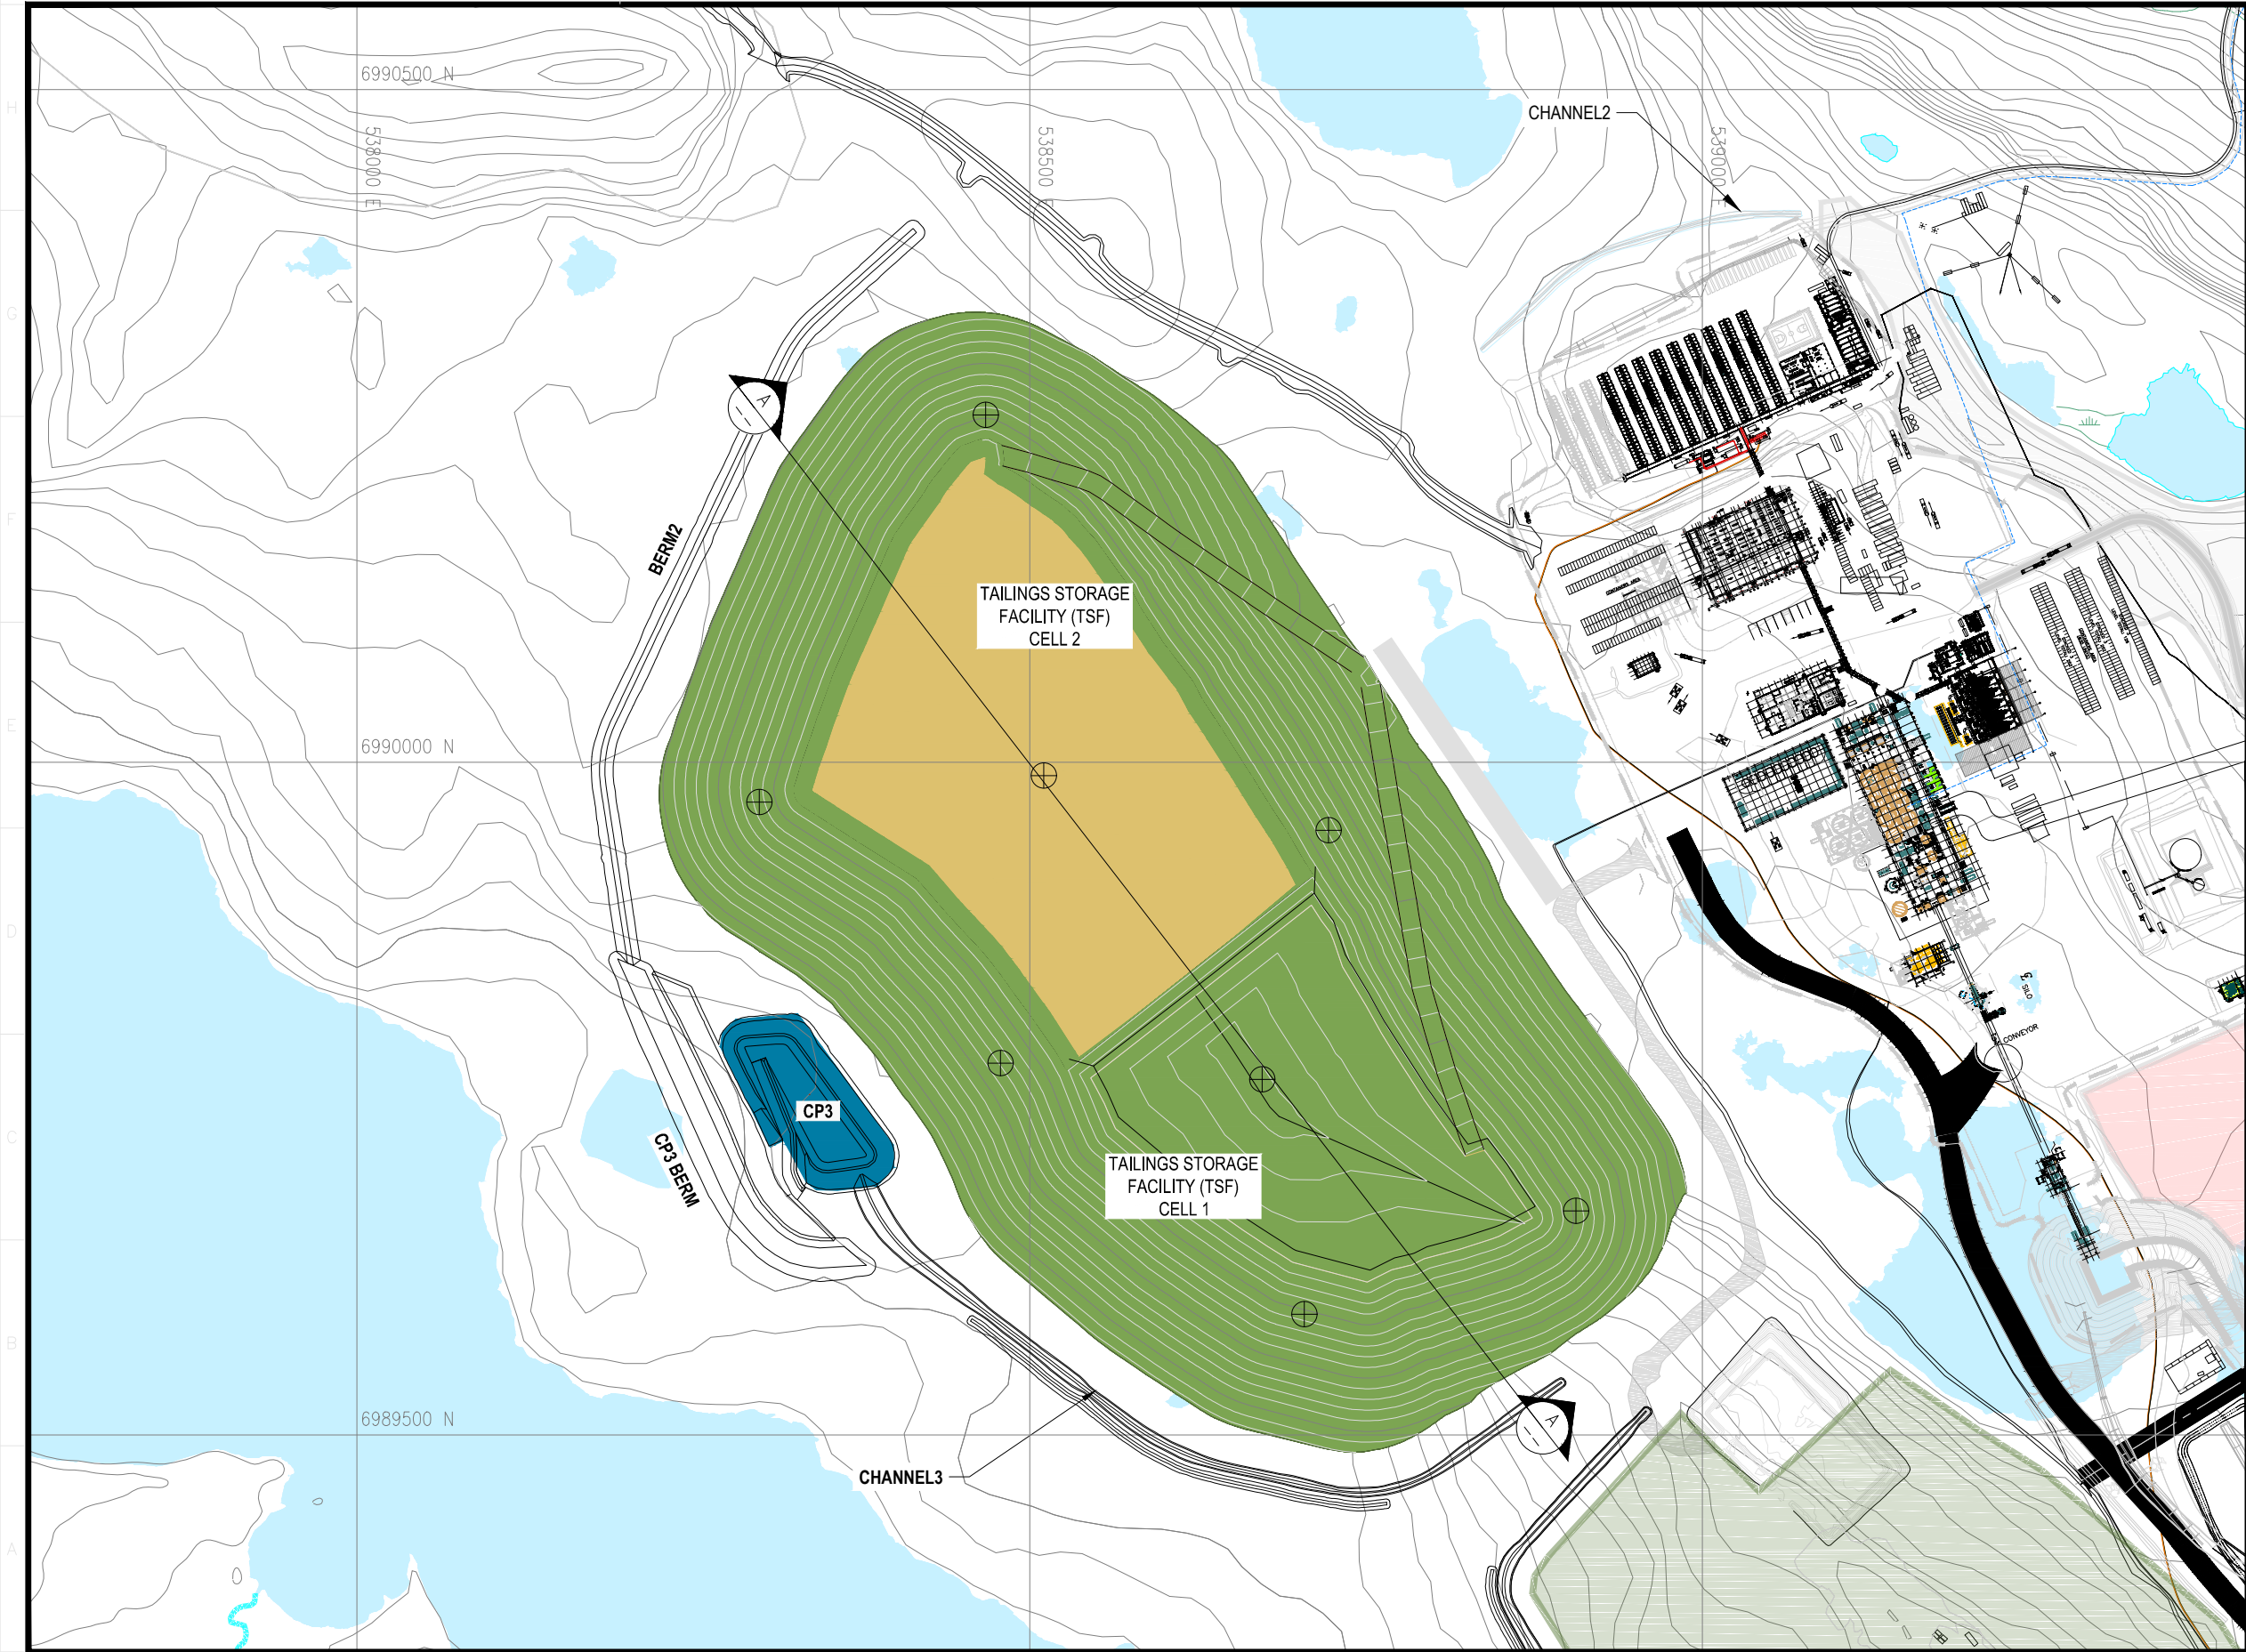 H
G
F
E
D
C
B
A
6990500 N
538000 E
538500
539000 E
CHANNEL2
BERM2
TAILINGS STORAGE
FACILITY (TSF)
CELL 2
6990000 N
CP3
CP3 BERM
TAILINGS STORAGE
FACILITY (TSF)
CELL 1
6989500 N
CHANNEL3
A
A
SILO
CONVEYOR